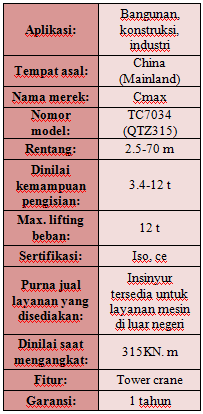 Aplikasi:
Bangunan,
konstruksi,
industri
Tempat asal:
China
(Mainland)
Nama merek:
Cmax
Nomor
model:
TC7034
(QTZ315)
Rentang:
2.5-70 m
Dinilai
kemampuan
pengisian:
3.4-12 t
Max. lifting
beban:
12 t
Sertifikasi:
Iso, ce
Purna jual
layanan yang
disediakan:
Insinyur
tersedia untuk
layanan mesin
di luar negeri
Dinilai saat
mengangkat:
315KN. m
Fitur:
Tower crane
Garansi:
1 tahun